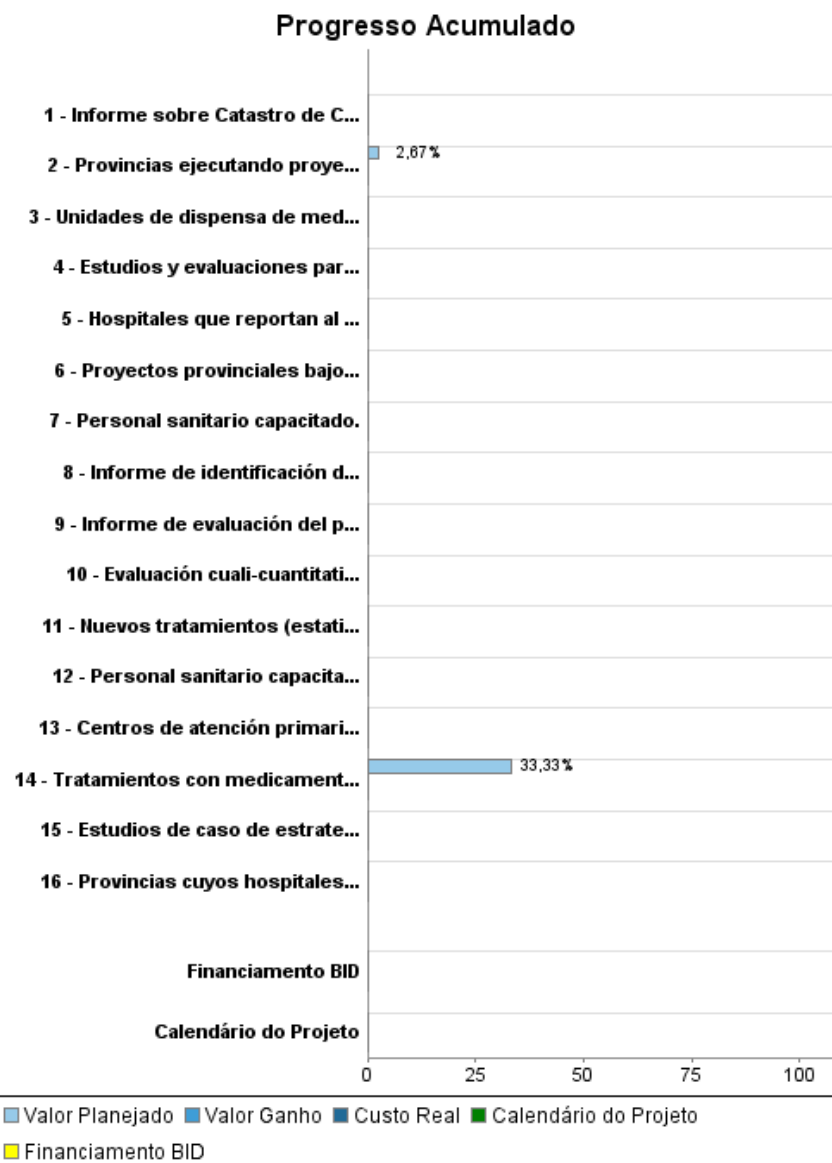 Progresso Acumulado
1 - Informe sobre Catastro de C...
2,67%
2 - Provincias ejecutando proye...
3 - Unidades de dispensa de med...
4 - Estudios y evaluaciones par...
5 - Hospitales que reportan al ...
6 - Proyectos provinciales bajo...
7 - Personal sanitario capacitado.
8 - Informe de identificación d...
9 - Informe de evaluación del p...
10 - Evaluación cuali-cuantitati...
11 - Nuevos tratamientos (estati...
12 - Personal sanitario capacita...
13 - Centros de atención primari...
33,33%
14 - Tratamientos con medicament...
15 - Estudios de caso de estrate...
16 - Provincias cuyos hospitales...
Financiamento BID
Calendário do Projeto
0 25 50 75 100
Valor Planejado Valor Ganho Custo Real Calendário do Projeto
Financiamento BID